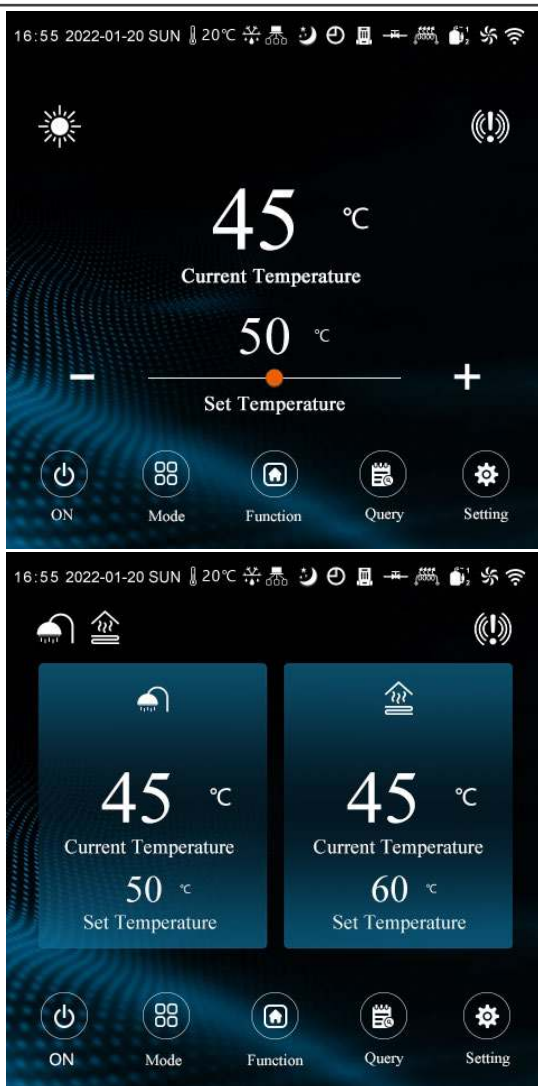 16:55 2022-01-20 SUN 20℃
45 ℃
Current Temperature
50 ℃
Set Temperature
ON Mode Function Query Setting
16:55 2022-01-20 SUN 20℃
45 ℃ 45 ℃
Current Temperature Current Temperature
50 ℃ 60 ℃
Set Temperature Set Temperature
ON Mode Function Query Setting